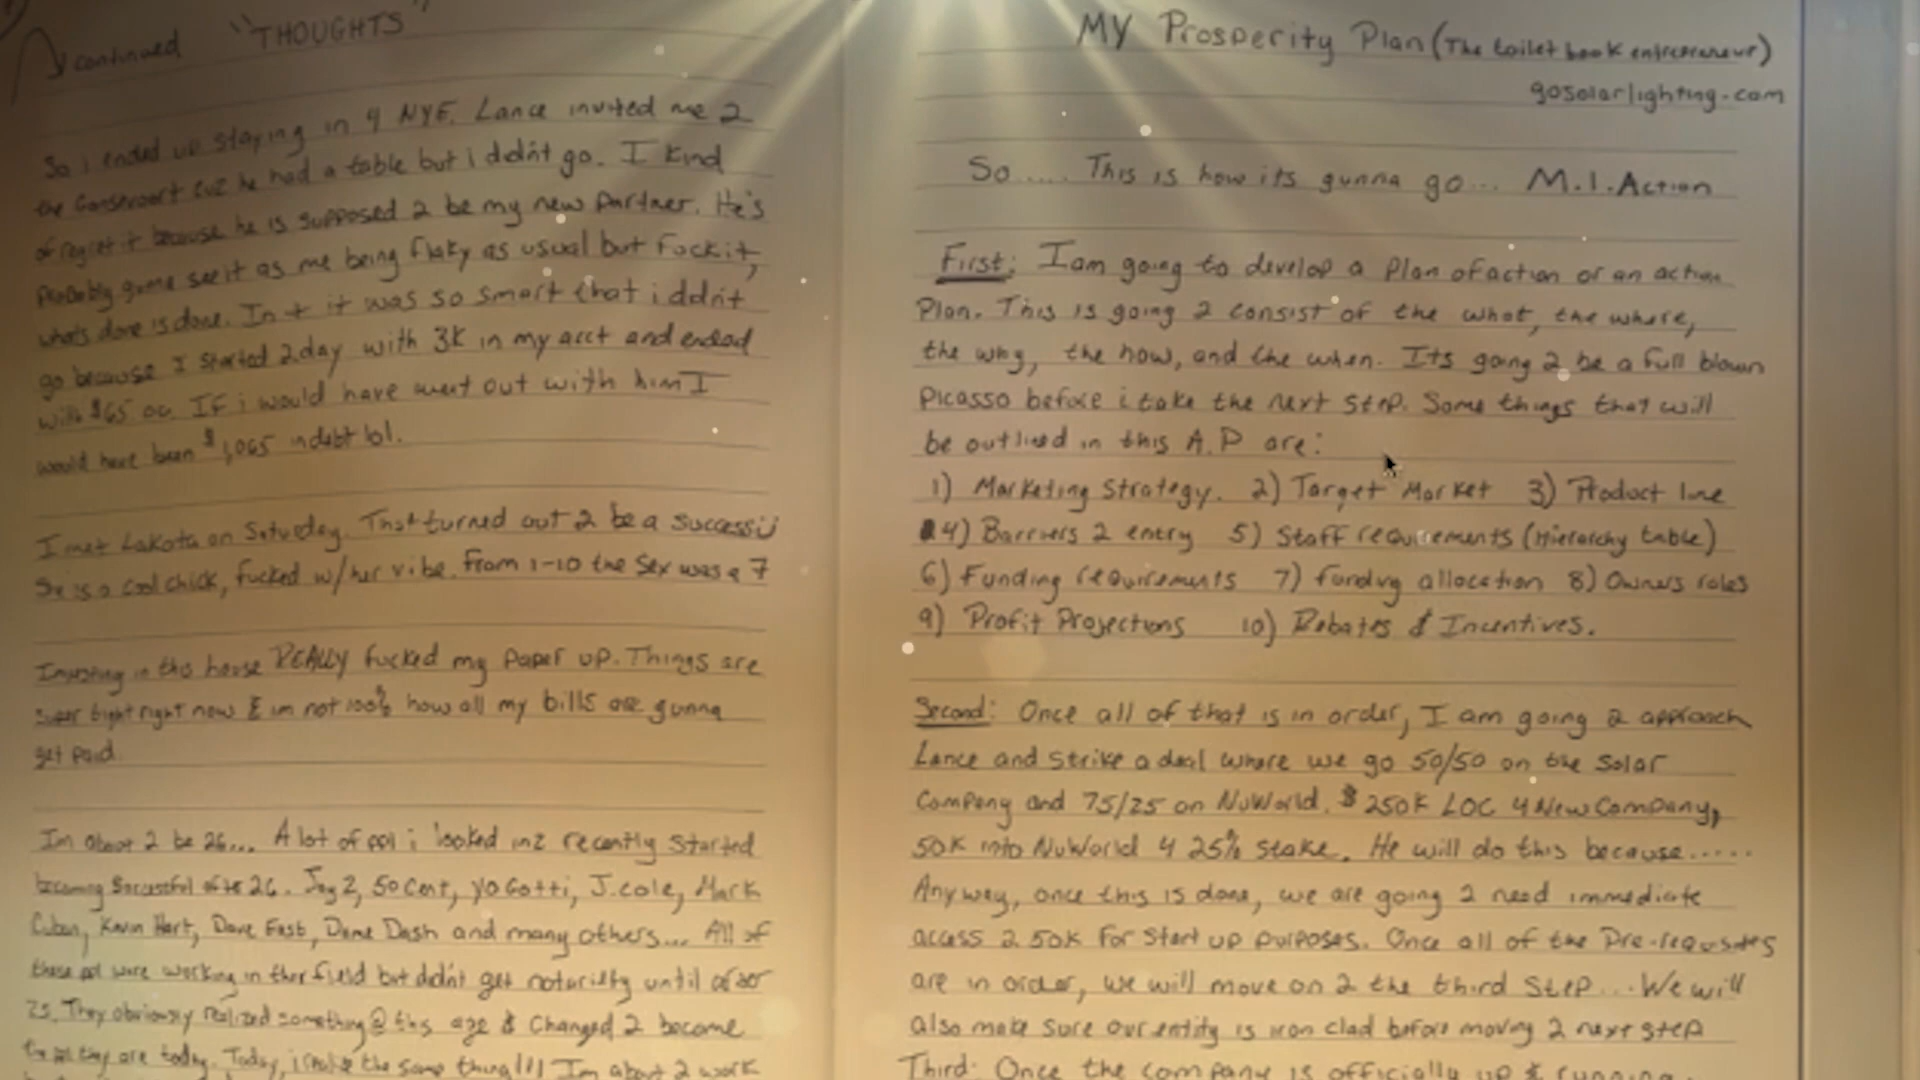 continued "THOUGHTS"
So i ended up staying in 4 NYE. Lance invited me 2
the Gansevoort cuz he had a table but i didn't go. I kind
of regret it because he is supposed 2 be my new partner. He's
probably gunna see it as me being flaky as usual but fuck it,
what's done is done. In + it was so smart that i didn't
go because I started 2day with 3K in my acct and ended
with $65 If i would have went out with him I
would have been $1,065 in debt lol.
I met Lakota on Saturday. That turned out 2 be a success
She is a cool chick, fucked w/ her vibe. From 1-10 the sex was a 7
Investing in this house REALLY fucked my paper up. Things are
super tight right now & im not 100% how all my bills are gunna
get paid
Im about 2 be 26... A lot of ppl i looked in2 recently started
becoming successful after 26. Jay Z, 50 Cent, Yo Gotti, J.Cole, Mark
Cuban, Kevin Hart, Dave East, Dame Dash and many others... All of
these ppl were working in their field but didn't get notoriety until after
25. They obviously realized something @ this age & changed 2 become
the ppl they are today. Today, i realize the same thing!!! Im about 2 work
My Prosperity Plan (The toilet book entrepreneur)
gosolarlighting.com
So.... This is how its gunna go... M.I.Action
First: I am going to develop a plan of action or an action
Plan. This is going 2 consist of the what, the where,
the why, the how, and the when. Its going 2 be a full blown
Picasso before i take the next step. Some things that will
be outlined in this A.P are:
1) Marketing Strategy. 2) Target Market 3) Product line
4) Barriers 2 entry 5) Staff requirements (Hierarchy table)
6) Funding requirements 7) funding allocation 8) Owners roles
9) Profit Projections 10) Rebates & Incentives.
Second: Once all of that is in order, I am going 2 approach
Lance and strike a deal where we go 50/50 on the solar
Company and 75/25 on NuWorld. $250K LOC 4 New Company,
50K into NuWorld 4 25% stake. He will do this because.....
Anyway, once this is done, we are going 2 need immediate
access 2 50K for start up purposes. Once all of the Pre-requisites
are in order, we will move on 2 the third step... We will
also make sure our entity is iron clad before moving 2 next step
Third: Once the company is officially up & running.